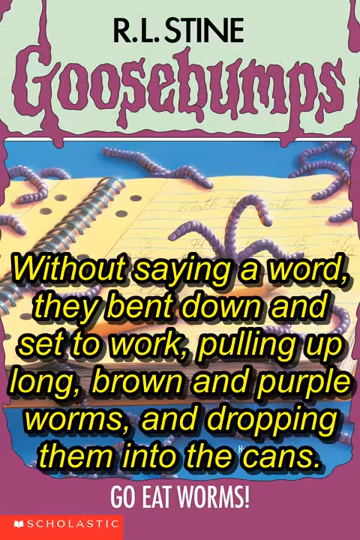 R.L. STINE
Goosebumps
Without saying a word,
they bent down and
set to work, pulling up
long, brown and purple
worms, and dropping
them into the cans.
GO EAT WORMS!
SCHOLASTIC